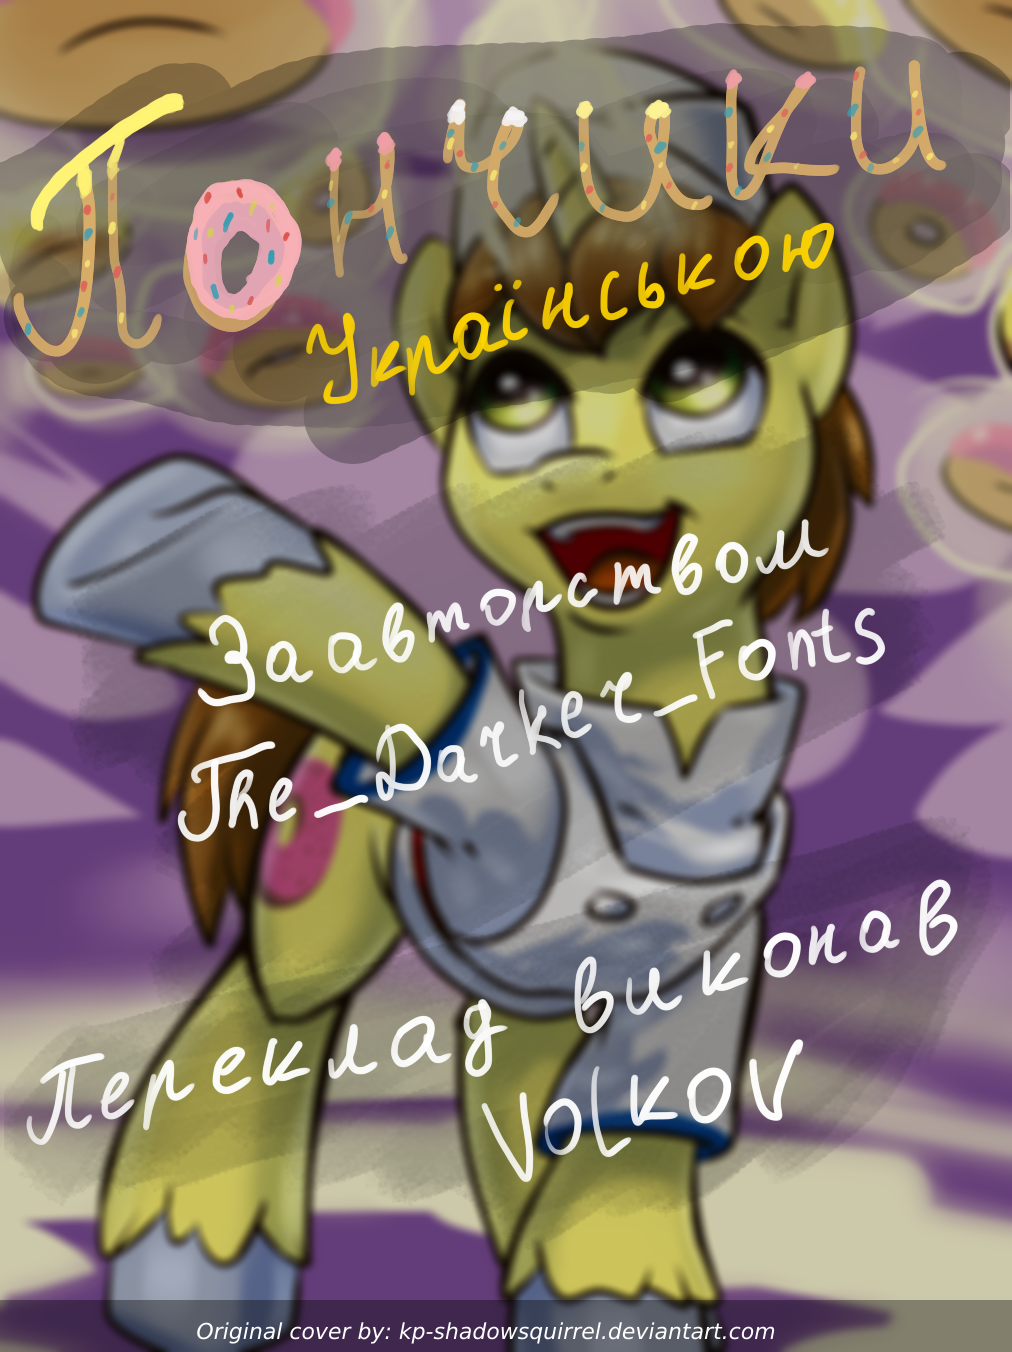 Пончики
Українською
За авторством
The_Darker_Fonts
Переклад виконав
Volkov
Original cover by: kp-shadowsquirrel.deviantart.com